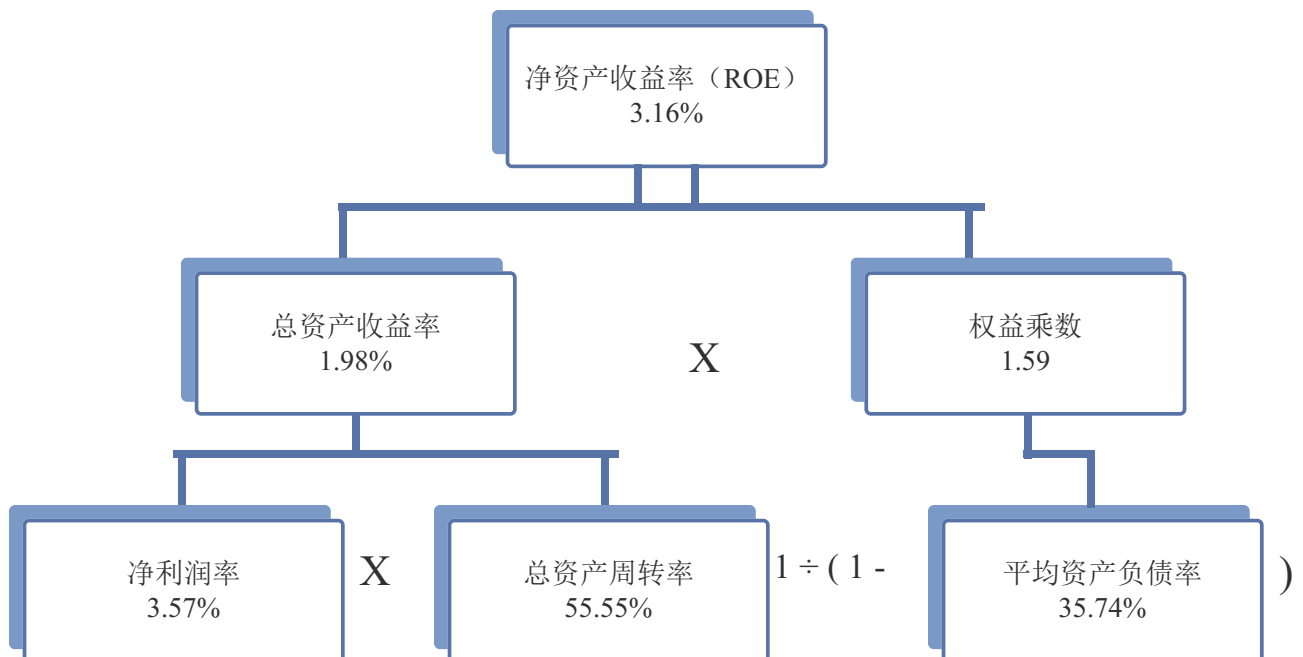 净资产收益率（ROE）
3.16%
总资产收益率
1.98%
X
权益乘数
1.59
净利润率
3.57%
X
总资产周转率
55.55%
1 ÷ ( 1 -
平均资产负债率
35.74%
)